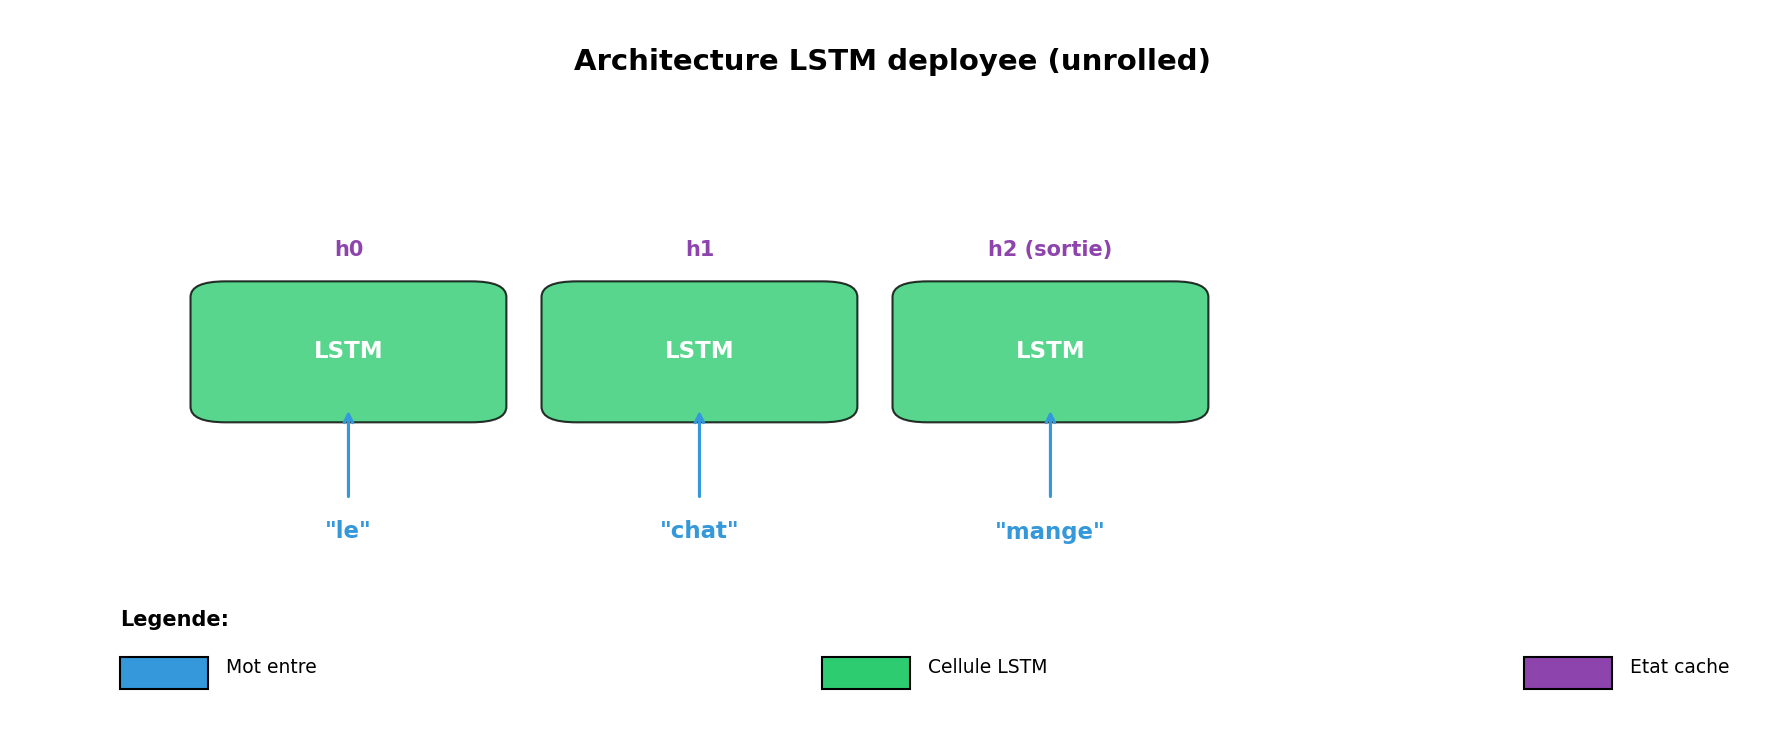 Architecture LSTM deployee (unrolled)
h0 h1 h2 (sortie)
LSTM LSTM LSTM
"le" "chat" "mange"
Legende:
Mot entre Cellule LSTM Etat cache